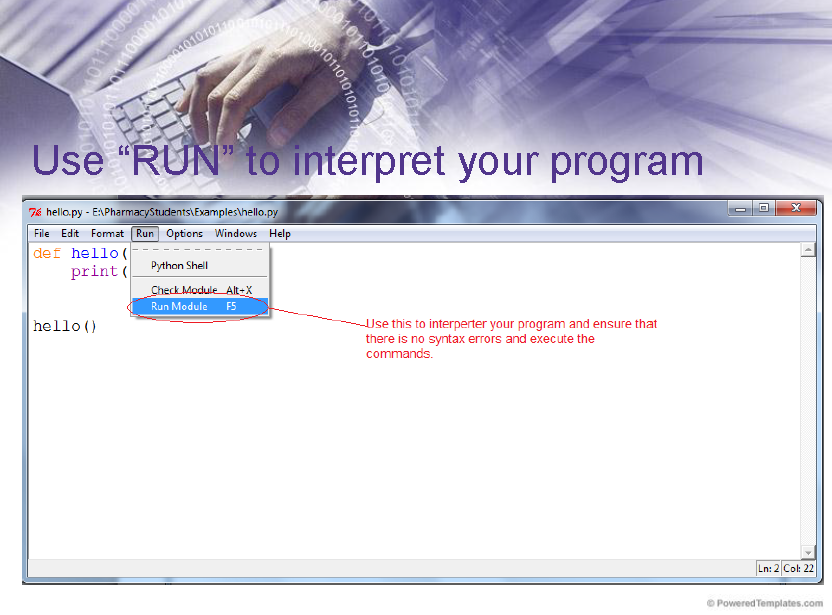 Use “RUN” to interpret your program
hello.py - E:\PharmacyStudents\Examples\hello.py
File Edit Format Run Options Windows Help
def hello(
print(
Python Shell
Check Module Alt+X
Run Module F5
hello()
Use this to interperter your program and ensure that
there is no syntax errors and execute the
commands.
Ln: 2 Col: 22
© PoweredTemplates.com